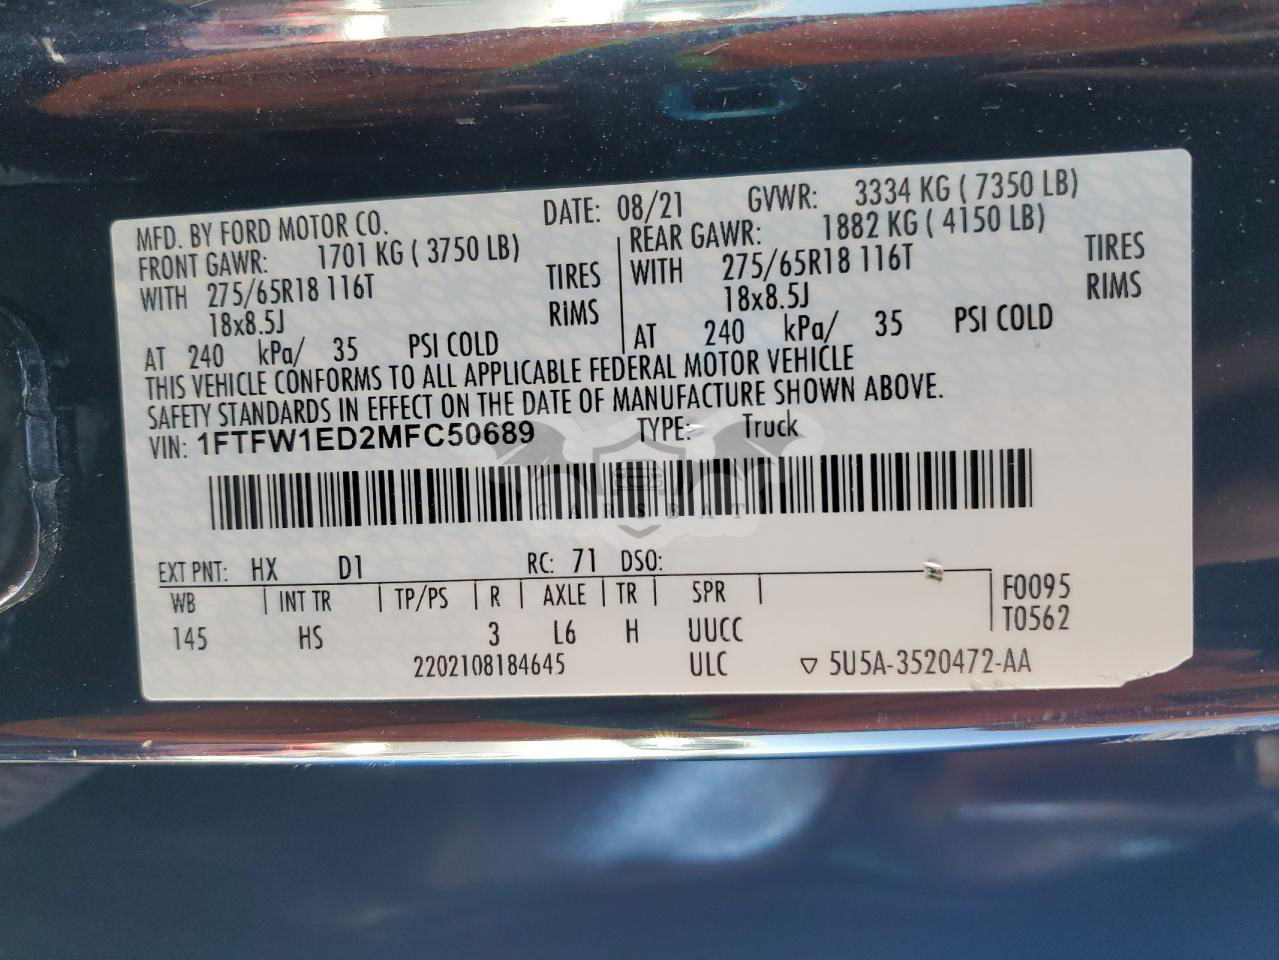 MFD. BY FORD MOTOR CO. DATE: 08/21 GVWR: 3334 KG ( 7350 LB)
FRONT GAWR: 1701 KG ( 3750 LB) REAR GAWR: 1882 KG ( 4150 LB)
WITH 275/65R18 116T TIRES WITH 275/65R18 116T TIRES
18x8.5J RIMS 18x8.5J RIMS
AT 240 kPa/ 35 PSI COLD AT 240 kPa/ 35 PSI COLD
THIS VEHICLE CONFORMS TO ALL APPLICABLE FEDERAL MOTOR VEHICLE
SAFETY STANDARDS IN EFFECT ON THE DATE OF MANUFACTURE SHOWN ABOVE.
VIN: 1FTFW1ED2MFC50689 TYPE: Truck
CARSBAT
EXT PNT: HX D1 RC: 71 DSO:
WB INT TR TP/PS R AXLE TR SPR F0095
145 HS 3 L6 H UUCC T0562
2202108184645 ULC ▽ 5U5A-3520472-AA